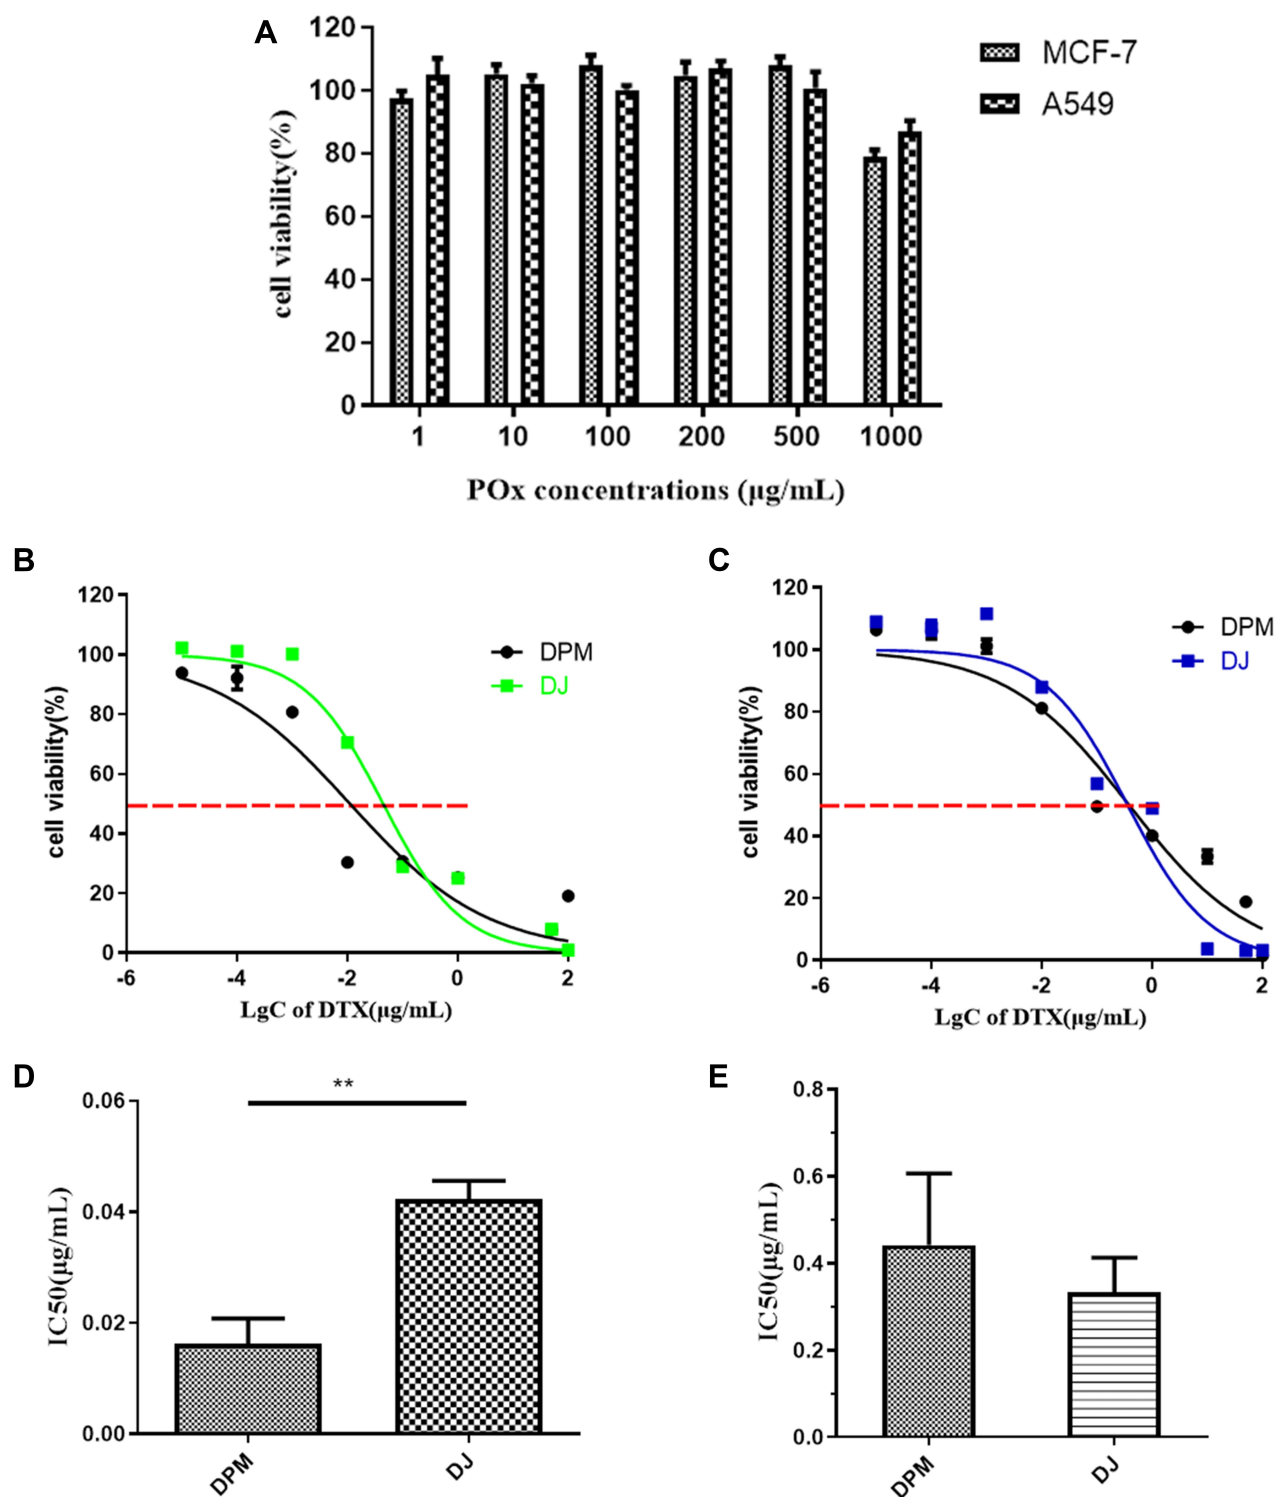 A
120
100
80
60
40
20
0
cell viability(%)
MCF-7
A549
1 10 100 200 500 1000
POx concentrations (µg/mL)
B
120
100
80
60
40
20
0
cell viability(%)
DPM
DJ
-6 -4 -2 0 2
LgC of DTX(µg/mL)
C
120
100
80
60
40
20
0
cell viability(%)
DPM
DJ
-6 -4 -2 0 2
LgC of DTX(µg/mL)
D
**
0.06
0.04
0.02
0.00
IC50(µg/mL)
DPM DJ
E
0.8
0.6
0.4
0.2
0.0
IC50(µg/mL)
DPM DJ